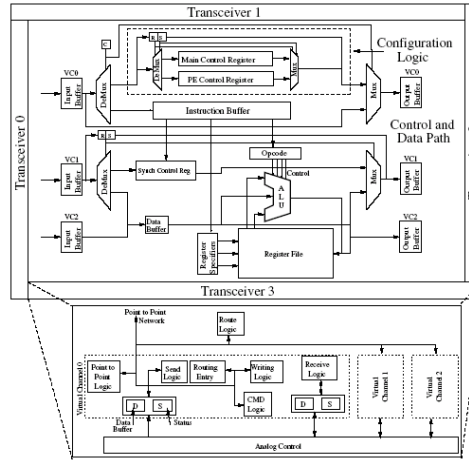 Transceiver 1
Transceiver 0
C
R S
DeMux
Main Control Register
PE Control Register
Mux
Configuration
Logic
VC0
Input
Buffer
DeMux
Mux
VC0
Output
Buffer
Instruction Buffer
Control and
Data Path
R S
VC1
Input
Buffer
DeMux
Synch Control Reg
Opcode
Control
ALU
Mux
VC1
Output
Buffer
VC2
Input
Buffer
Data
Buffer
Register
Specifiers
Register File
VC2
Output
Buffer
Transceiver 3
Point to Point
Network
Route
Logic
Virtual Channel 0
Point to
Point
Logic
Send
Logic
Routing
Entry
Writing
Logic
Receive
Logic
Virtual
Channel 1
Virtual
Channel 2
D S
CMD
Logic
D S
Data
Buffer
Status
Analog Control